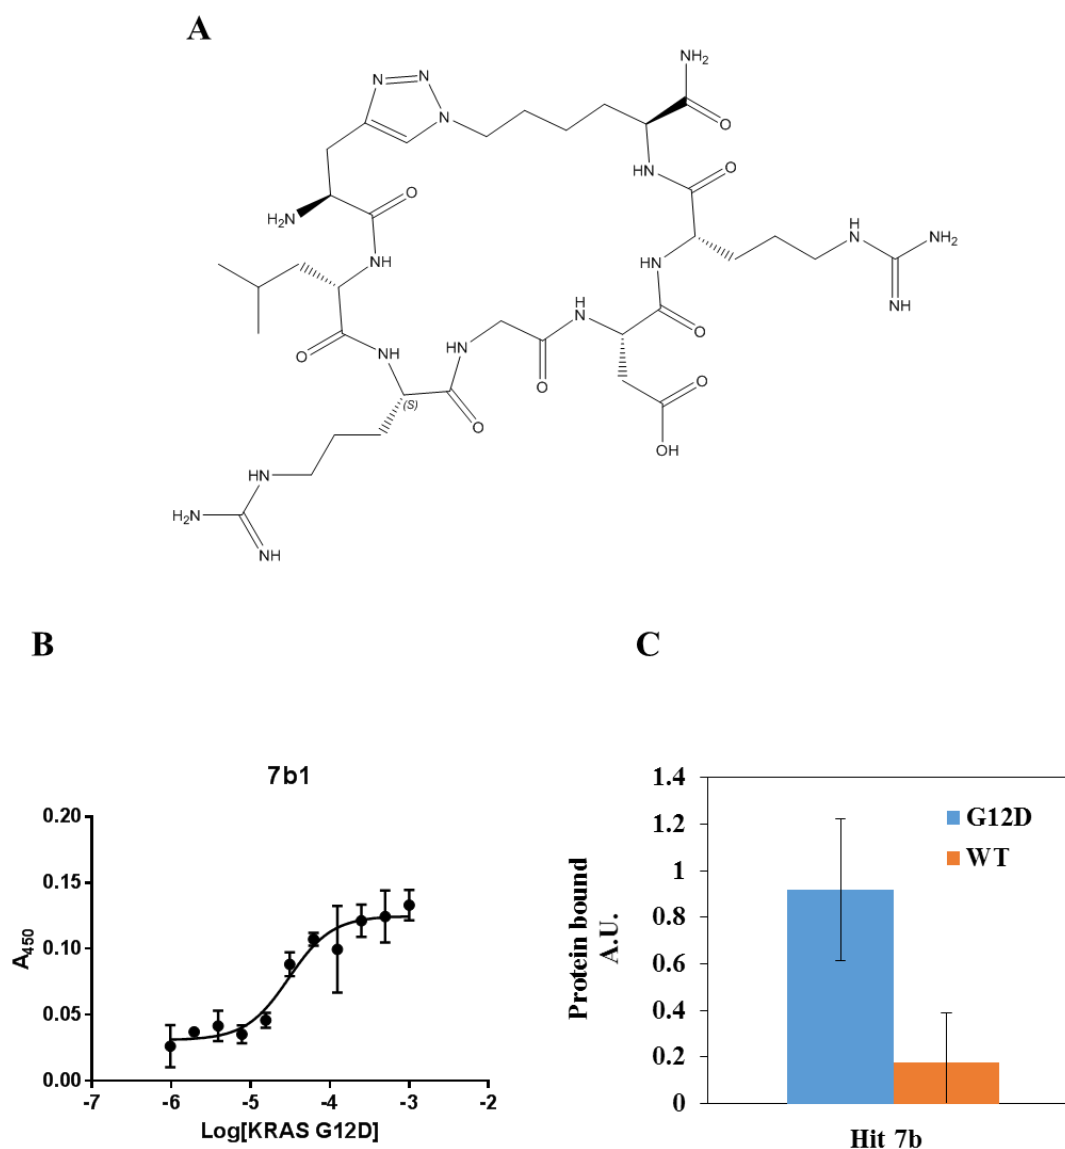 A
NH₂
N
N
N
O
HN
O
O
H₂N
H
N
NH₂
NH
HN
NH
O
H
N
O
NH
HN
O
O
O
O
(S)
OH
HN
H₂N
NH
B
C
7b1
0.20
0.15
0.10
0.05
0.00
A₄₅₀
-7 -6 -5 -4 -3 -2
Log[KRAS G12D]
1.4
1.2
1
0.8
0.6
0.4
0.2
0
Protein bound
A.U.
G12D
WT
Hit 7b